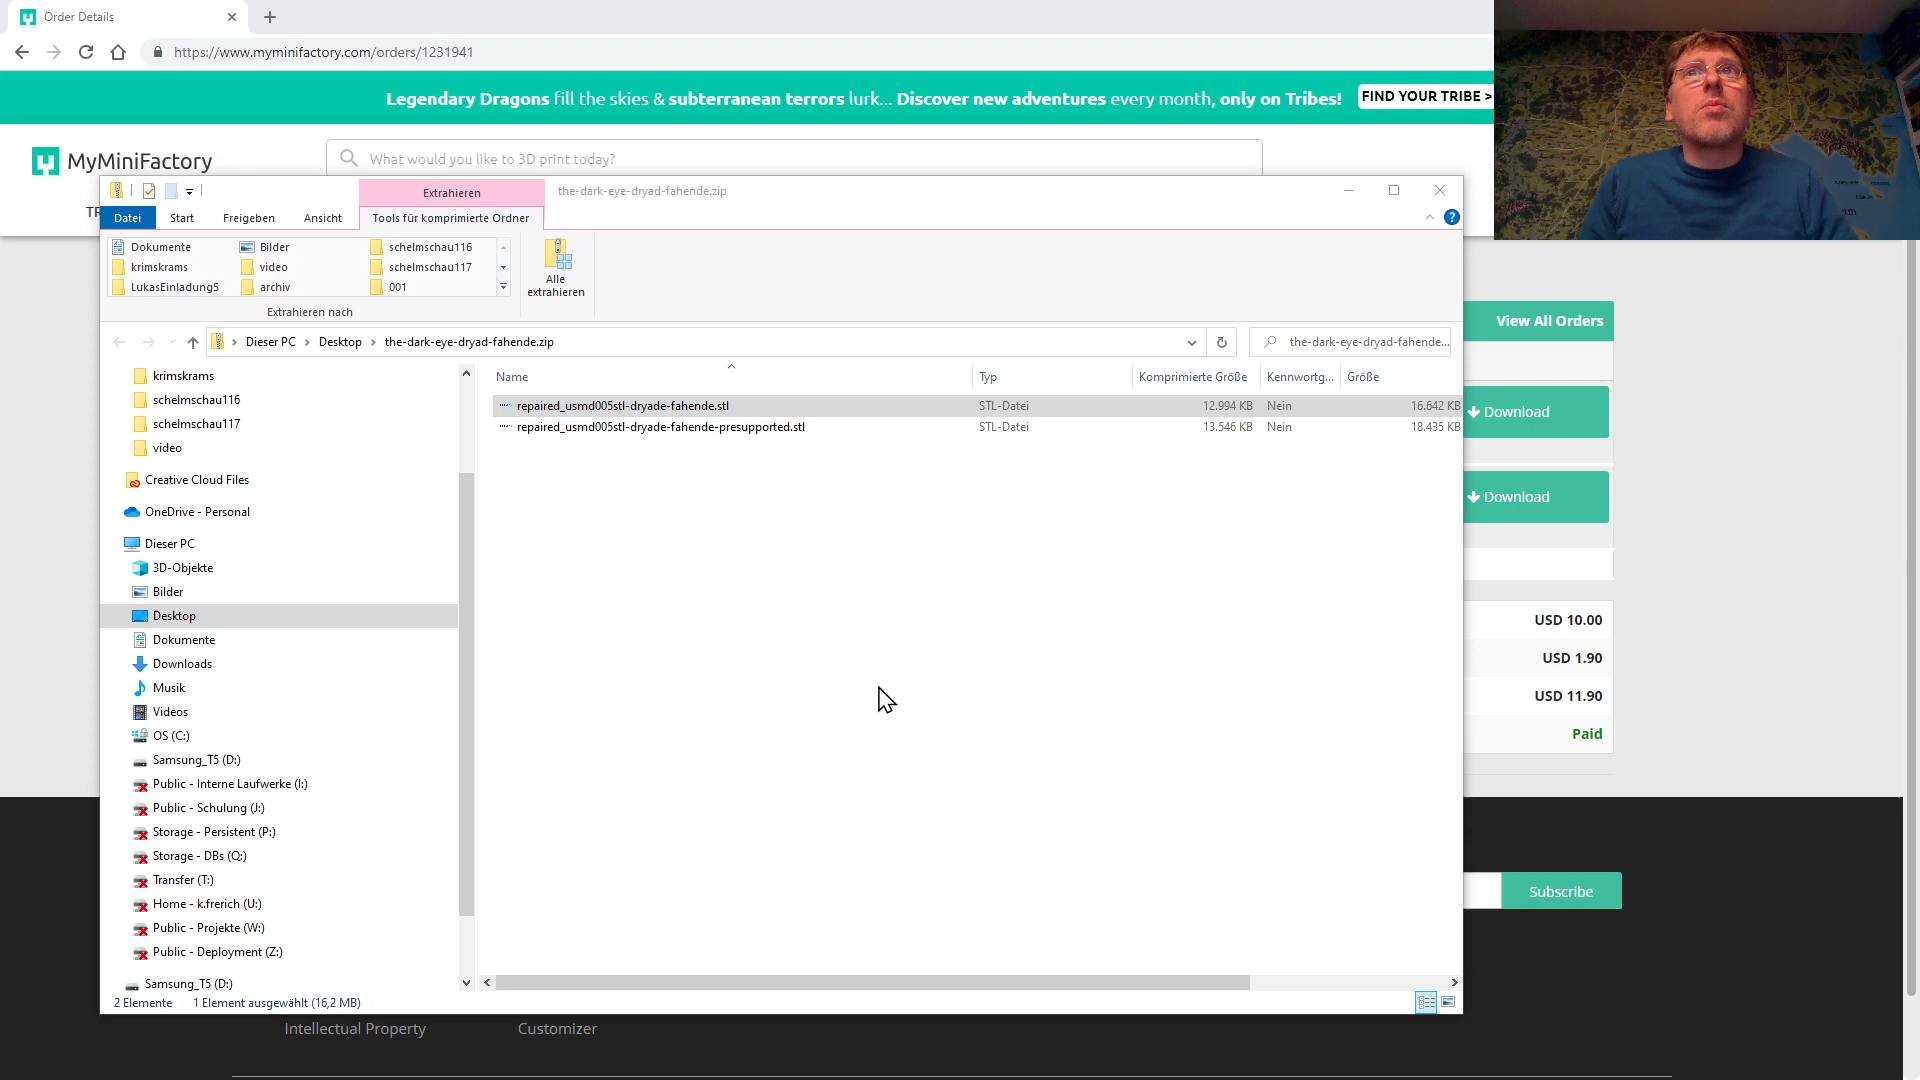 Order Details
https://www.myminifactory.com/orders/1231941
Legendary Dragons fill the skies & subterranean terrors lurk... Discover new adventures every month, only on Tribes!
FIND YOUR TRIBE >
MyMiniFactory
What would you like to 3D print today?
TR
Extrahieren
the-dark-eye-dryad-fahende.zip
Datei
Start
Freigeben
Ansicht
Tools für komprimierte Ordner
Dokumente
Bilder
schelmschau116
krimskrams
video
schelmschau117
LukasEinladung5
archiv
001
Alle
extrahieren
Extrahieren nach
Dieser PC
Desktop
the-dark-eye-dryad-fahende.zip
the-dark-eye-dryad-fahende...
Name
Typ
Komprimierte Größe
Kennwortg...
Größe
repaired_usmd005stl-dryade-fahende.stl
STL-Datei
12.994 KB
Nein
16.642 KB
repaired_usmd005stl-dryade-fahende-presupported.stl
STL-Datei
13.546 KB
Nein
18.435 KB
krimskrams
schelmschau116
schelmschau117
video
Creative Cloud Files
OneDrive - Personal
Dieser PC
3D-Objekte
Bilder
Desktop
Dokumente
Downloads
Musik
Videos
OS (C:)
Samsung_T5 (D:)
Public - Interne Laufwerke (I:)
Public - Schulung (J:)
Storage - Persistent (P:)
Storage - DBs (Q:)
Transfer (T:)
Home - k.frerich (U:)
Public - Projekte (W:)
Public - Deployment (Z:)
Samsung_T5 (D:)
2 Elemente
1 Element ausgewählt (16,2 MB)
View All Orders
Download
Download
USD 10.00
USD 1.90
USD 11.90
Paid
Subscribe
Intellectual Property
Customizer